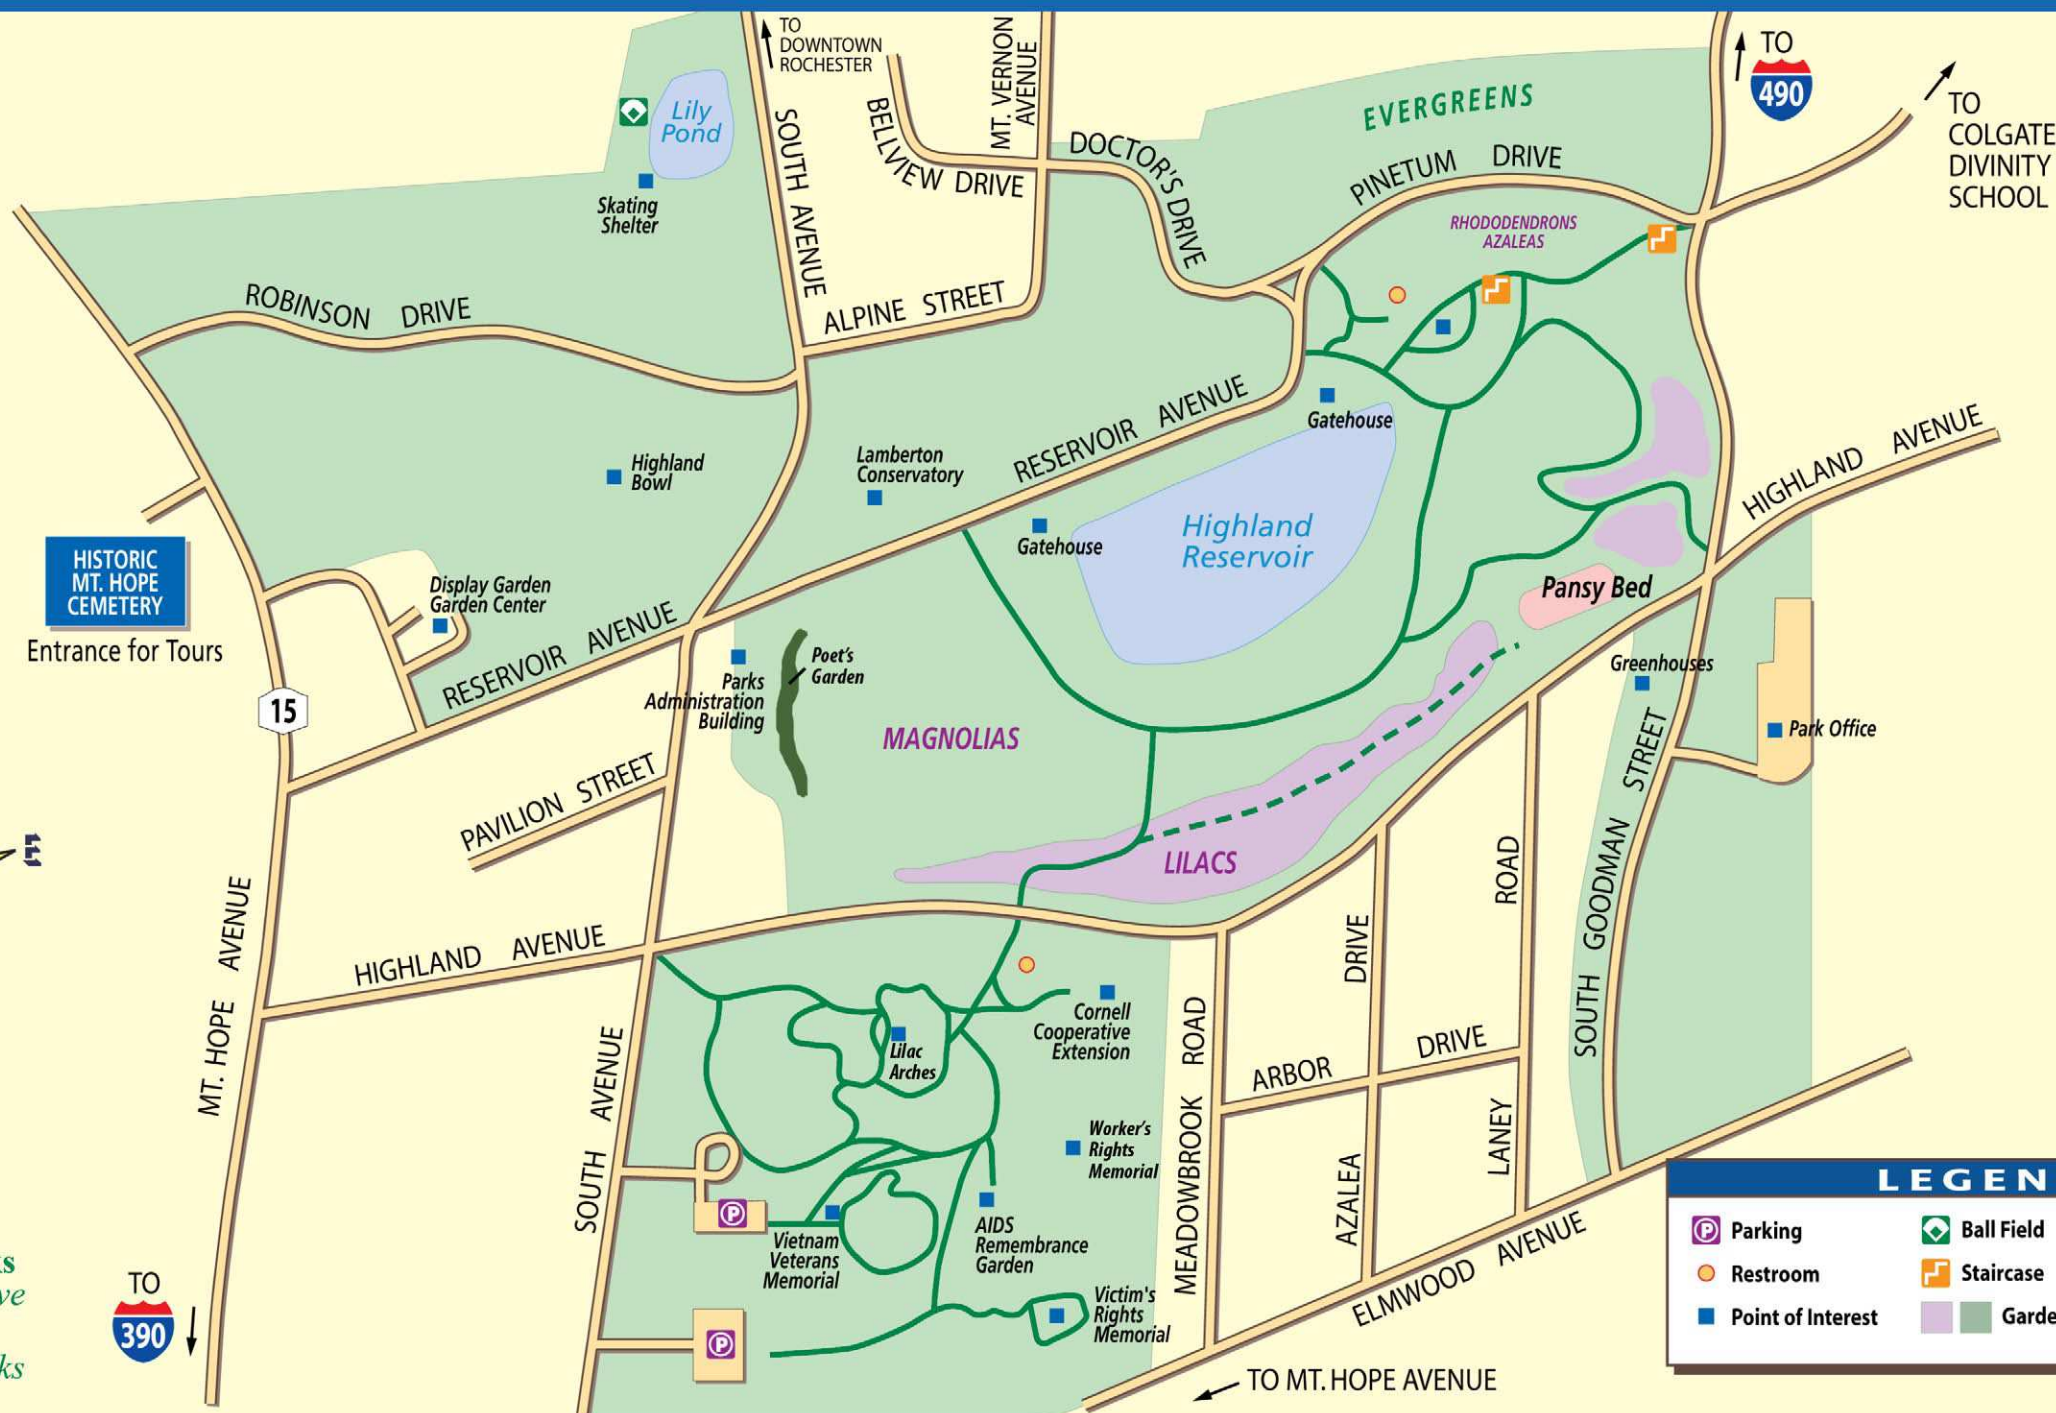 TO
DOWNTOWN
ROCHESTER
MT. VERNON
AVENUE
TO
490
TO
COLGATE
DIVINITY
SCHOOL
EVERGREENS
Lily
Pond
SOUTH AVENUE
BELLVIEW DRIVE
DOCTOR'S DRIVE
PINETUM DRIVE
Skating
Shelter
RHODODENDRONS
AZALEAS
ROBINSON DRIVE
ALPINE STREET
RESERVOIR AVENUE
Gatehouse
HIGHLAND AVENUE
Highland
Bowl
Lamberton
Conservatory
Gatehouse
Highland
Reservoir
HISTORIC
MT. HOPE
CEMETERY
Entrance for Tours
Display Garden
Garden Center
Pansy Bed
RESERVOIR AVENUE
Poet's
Garden
Parks
Administration
Building
Greenhouses
15
MAGNOLIAS
Park Office
PAVILION STREET
SOUTH GOODMAN STREET
LILACS
MT. HOPE AVENUE
HIGHLAND AVENUE
SOUTH AVENUE
Lilac
Arches
Cornell
Cooperative
Extension
MEADOWBROOK ROAD
ARBOR DRIVE
AZALEA DRIVE
LANEY ROAD
Worker's
Rights
Memorial
Vietnam
Veterans
Memorial
AIDS
Remembrance
Garden
Victim's
Rights
Memorial
P
P
ELMWOOD AVENUE
TO MT. HOPE AVENUE
TO
390
ve
ks
LEGEN
P Parking
Ball Field
Restroom
Staircase
Point of Interest
Garde